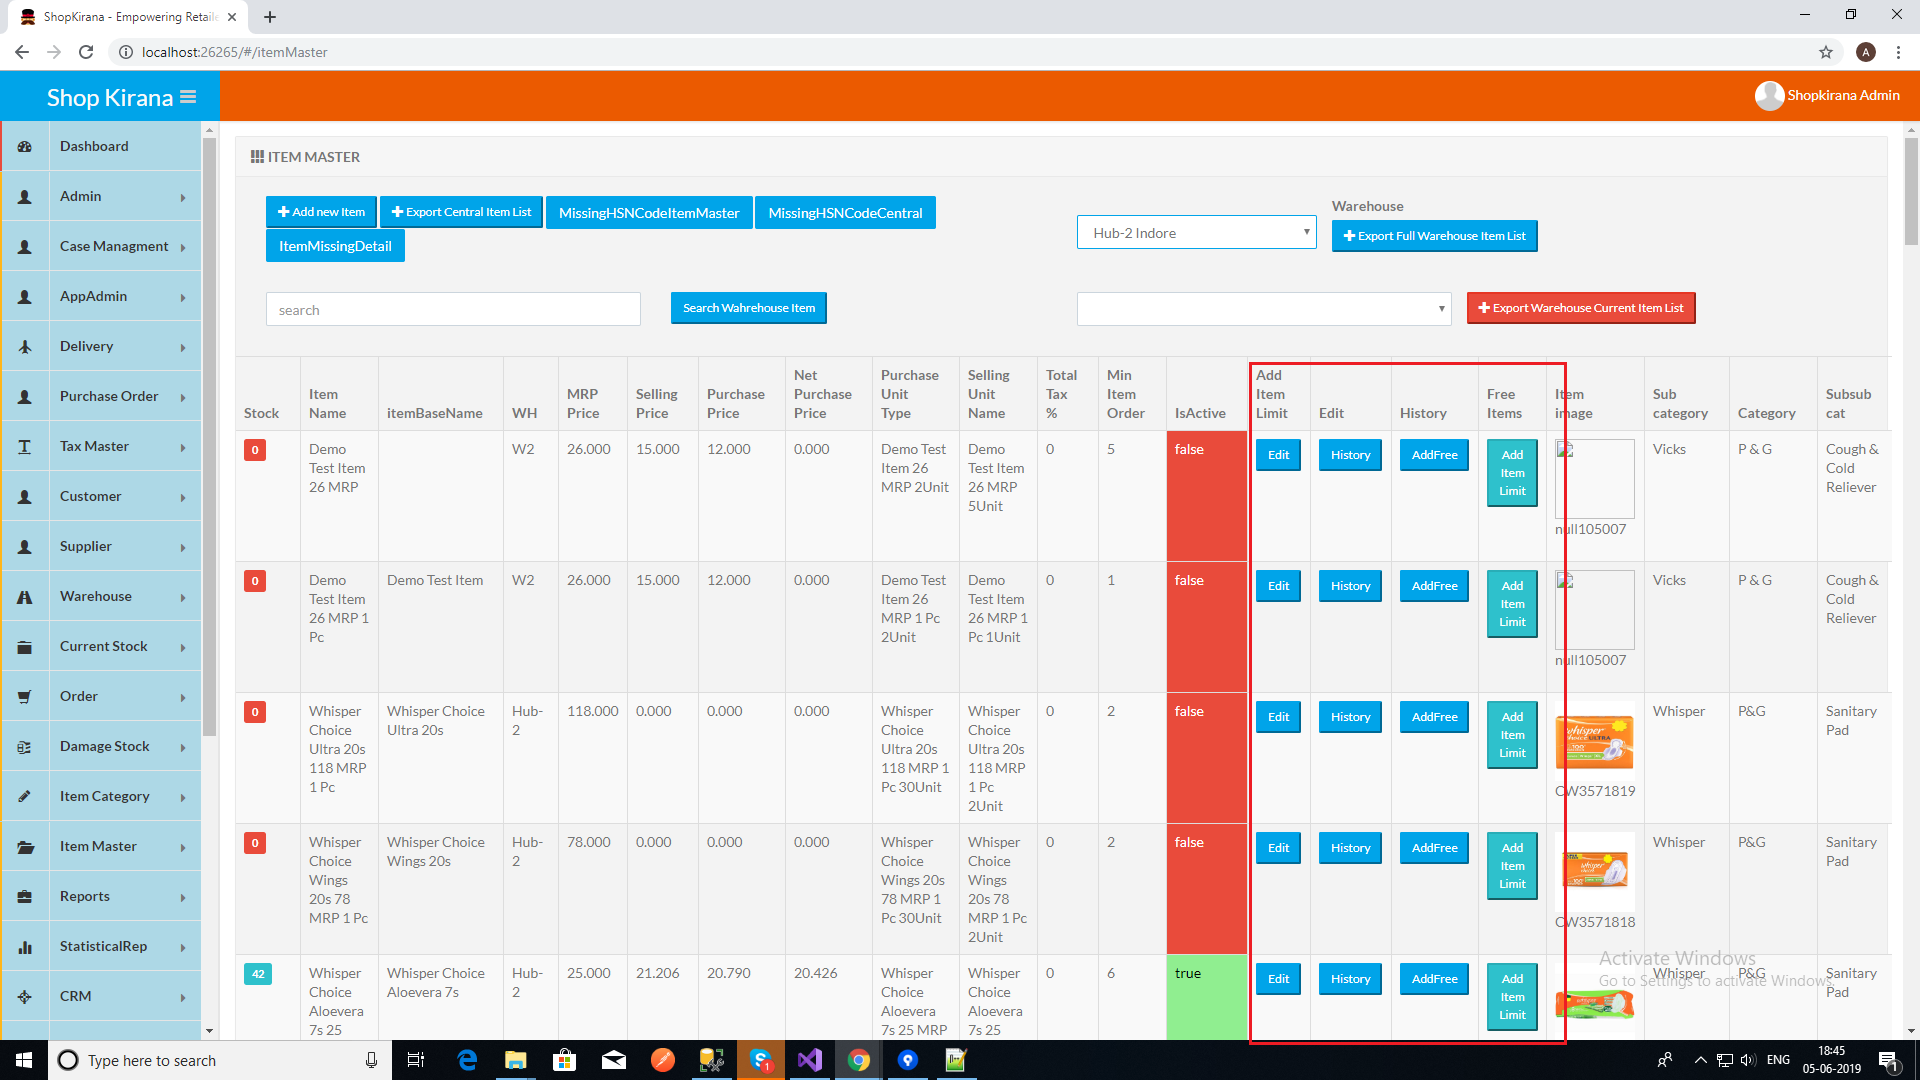 ShopKirana - Empowering Retaile
localhost:26265/#/itemMaster
A
Shop Kirana
Shopkirana Admin
Dashboard
Admin
Case Managment
AppAdmin
Delivery
Purchase Order
Tax Master
Customer
Supplier
Warehouse
Current Stock
Order
Damage Stock
Item Category
Item Master
Reports
StatisticalRep
CRM
ITEM MASTER
Add new Item
Export Central Item List
MissingHSNCodeItemMaster
MissingHSNCodeCentral
ItemMissingDetail
Hub-2 Indore
Warehouse
Export Full Warehouse Item List
search
Search Wahrehouse Item
Export Warehouse Current Item List
Stock
Item
Name
itemBaseName
WH
MRP
Price
Selling
Price
Purchase
Price
Net
Purchase
Price
Purchase
Unit
Type
Selling
Unit
Name
Total
Tax
%
Min
Item
Order
IsActive
Add
Item
Limit
Edit
History
Free
Items
Item
image
Sub
category
Category
Subsub
cat
0
Demo
Test Item
26 MRP
W2
26.000
15.000
12.000
0.000
Demo Test
Item 26
MRP 2Unit
Demo
Test Item
26 MRP
5Unit
0
5
false
Edit
History
AddFree
Add
Item
Limit
null105007
Vicks
P & G
Cough &
Cold
Reliever
0
Demo
Test Item
26 MRP 1
Pc
Demo Test Item
W2
26.000
15.000
12.000
0.000
Demo Test
Item 26
MRP 1 Pc
2Unit
Demo
Test Item
26 MRP 1
Pc 1Unit
0
1
false
Edit
History
AddFree
Add
Item
Limit
null105007
Vicks
P & G
Cough &
Cold
Reliever
0
Whisper
Choice
Ultra 20s
118 MRP
1 Pc
Whisper Choice
Ultra 20s
Hub-
2
118.000
0.000
0.000
0.000
Whisper
Choice
Ultra 20s
118 MRP 1
Pc 30Unit
Whisper
Choice
Ultra 20s
118 MRP
1 Pc
2Unit
0
2
false
Edit
History
AddFree
Add
Item
Limit
whisper
ULTRA
CW3571819
Whisper
P&G
Sanitary
Pad
0
Whisper
Choice
Wings
20s 78
MRP 1 Pc
Whisper Choice
Wings 20s
Hub-
2
78.000
0.000
0.000
0.000
Whisper
Choice
Wings 20s
78 MRP 1
Pc 30Unit
Whisper
Choice
Wings
20s 78
MRP 1 Pc
2Unit
0
2
false
Edit
History
AddFree
Add
Item
Limit
Whisper
CW3571818
Whisper
P&G
Sanitary
Pad
42
Whisper
Choice
Aloevera
7s 25
Whisper Choice
Aloevera 7s
Hub-
2
25.000
21.206
20.790
20.426
Whisper
Choice
Aloevera
7s 25 MRP
Whisper
Choice
Aloevera
7s 25
0
6
true
Edit
History
AddFree
Add
Item
Limit
Whisper
P&G
Sanitary
Pad
Activate Windows
Go to Settings to activate Windows.
Type here to search
1
ENG
18:45
05-06-2019
1